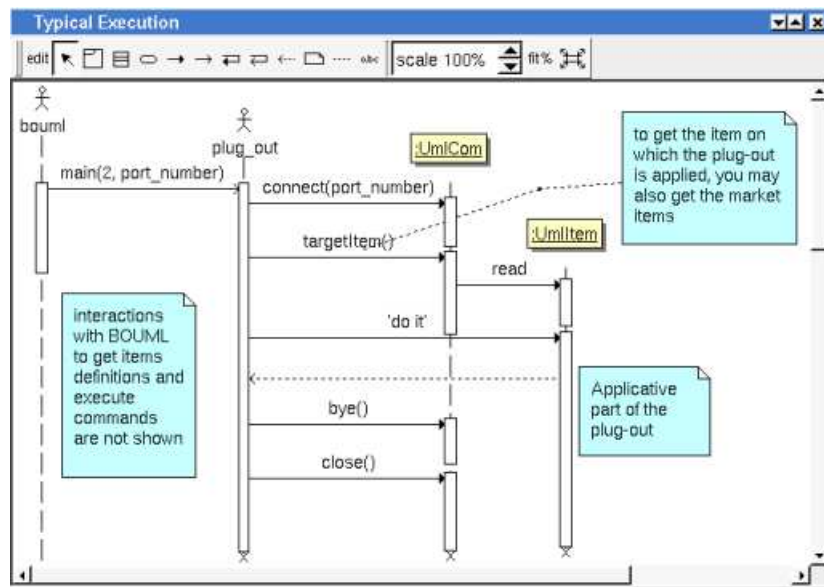 Typical Execution
edit
abc
scale 100%
fit%
bouml
plug_out
:UmlCom
to get the item on
which the plug-out
is applied, you may
also get the market
items
main(2, port_number)
connect(port_number)
targetItem()
:UmlItem
read
interactions
with BOUML
to get items
definitions and
execute
commands
are not shown
'do it'
Applicative
part of the
plug-out
bye()
close()